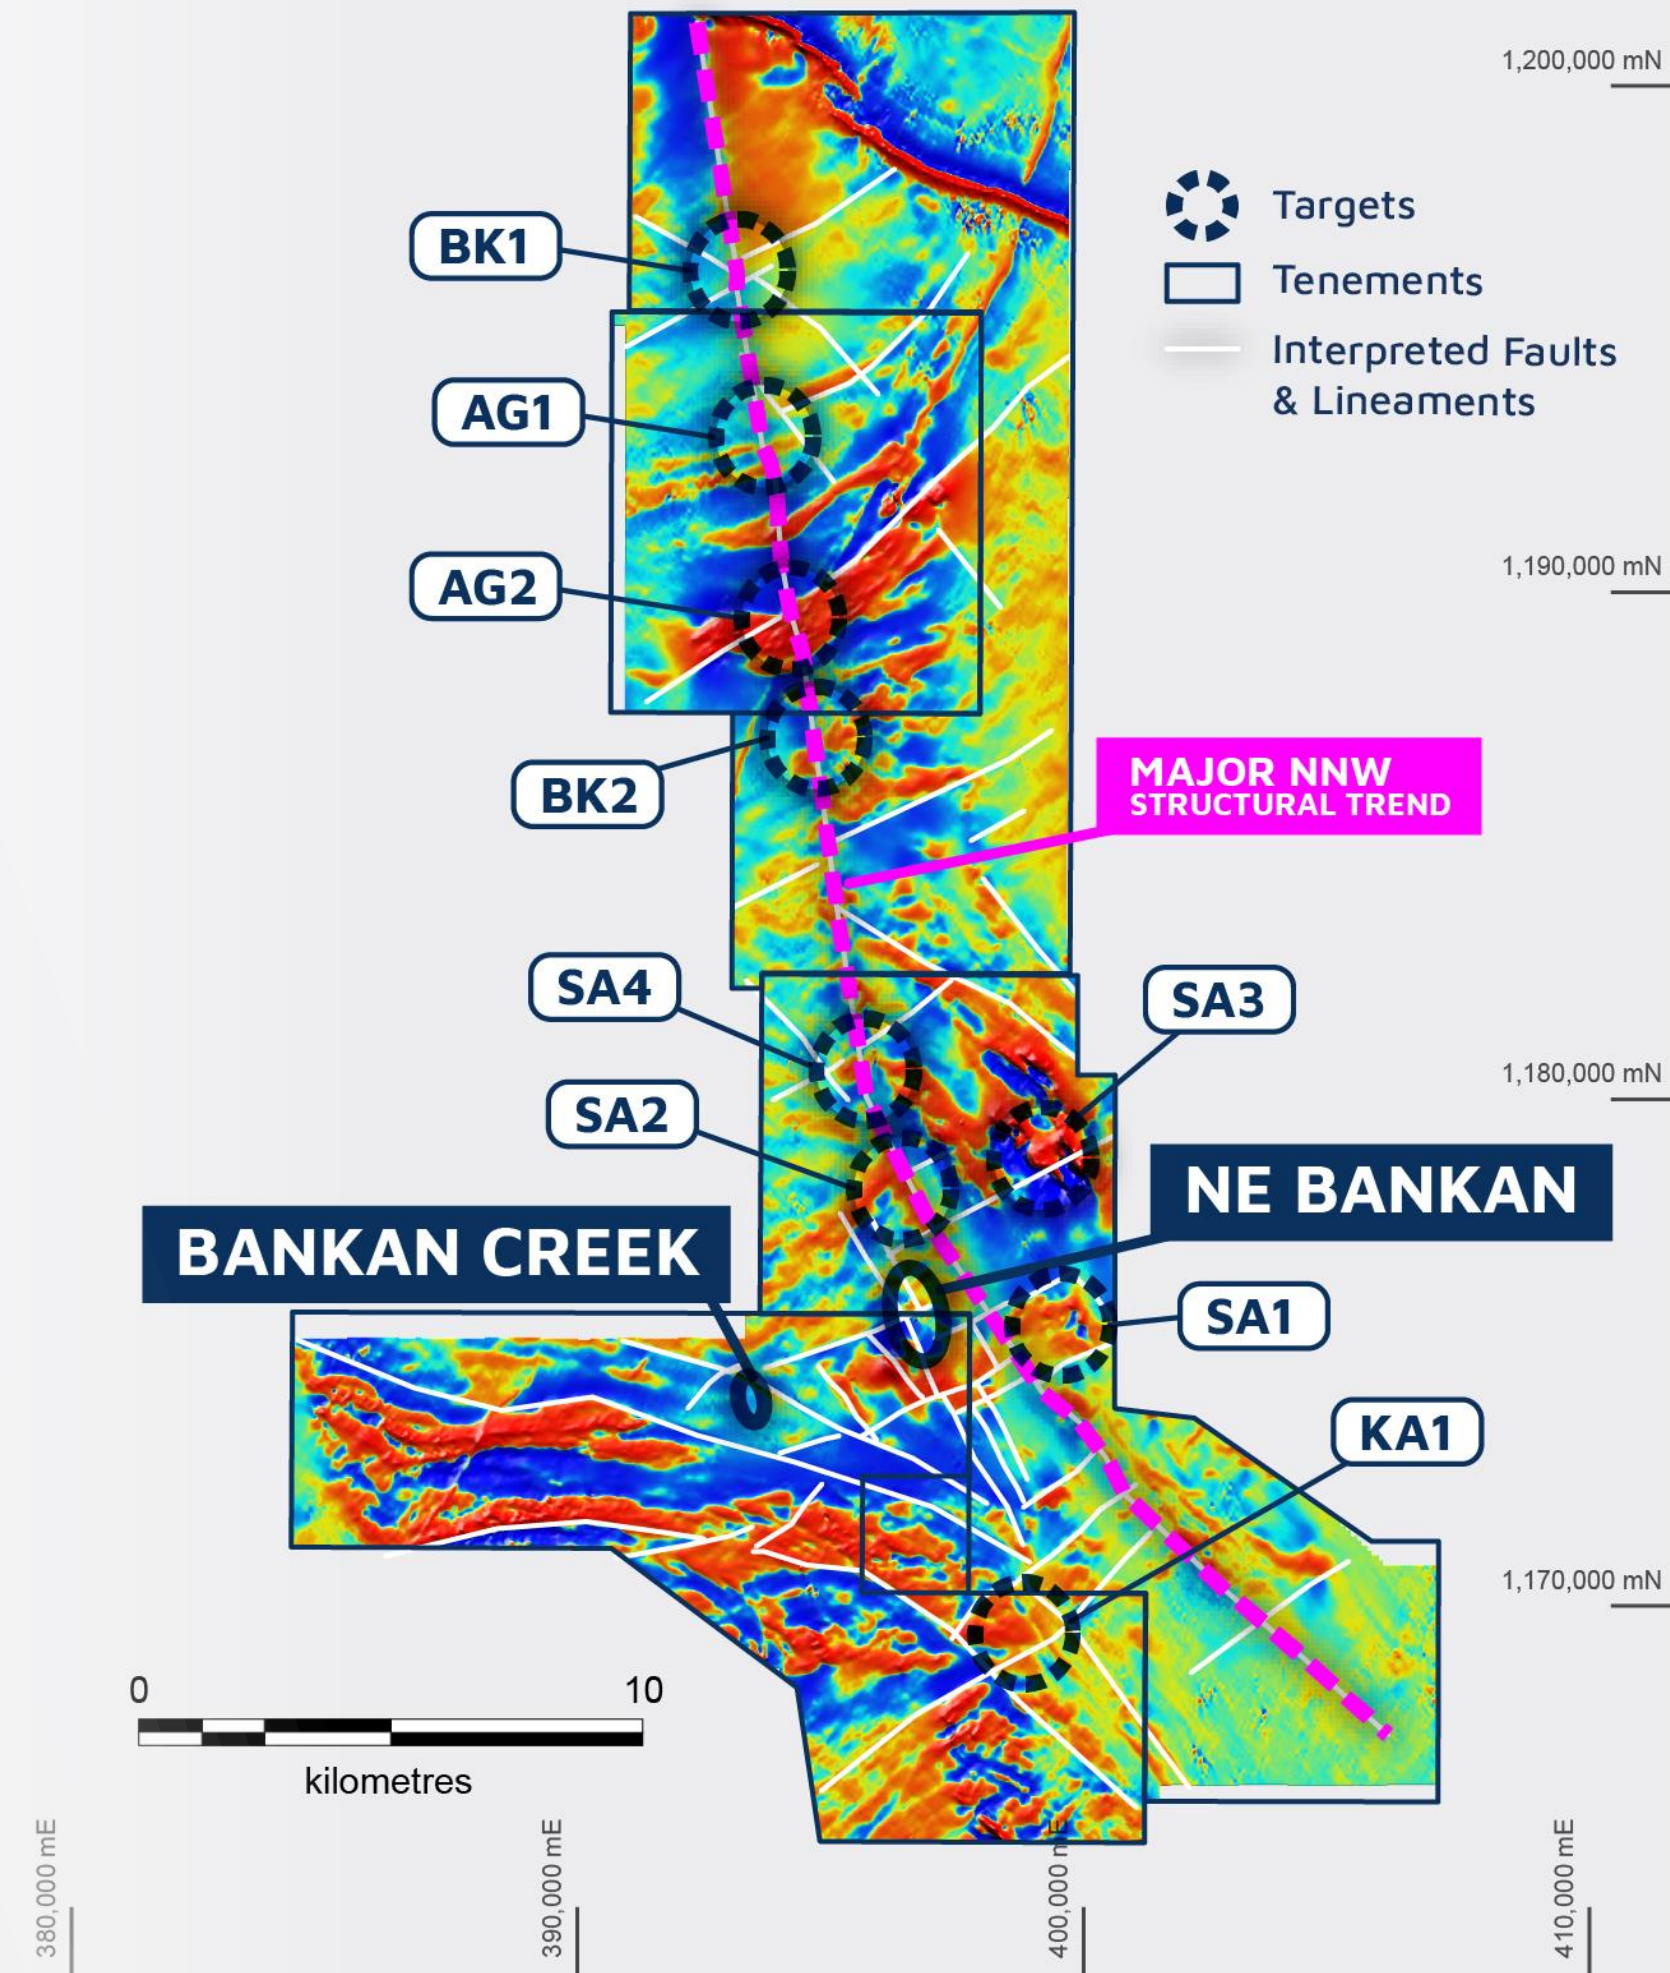 1,200,000 mN
Targets
BK1
Tenements
Interpreted Faults
& Lineaments
AG1
1,190,000 mN
AG2
MAJOR NNW
STRUCTURAL TREND
BK2
SA4
SA3
1,180,000 mN
SA2
NE BANKAN
BANKAN CREEK
SA1
KA1
1,170,000 mN
0 10
kilometres
380,000 mE
390,000 mE
400,000 mE
410,000 mE